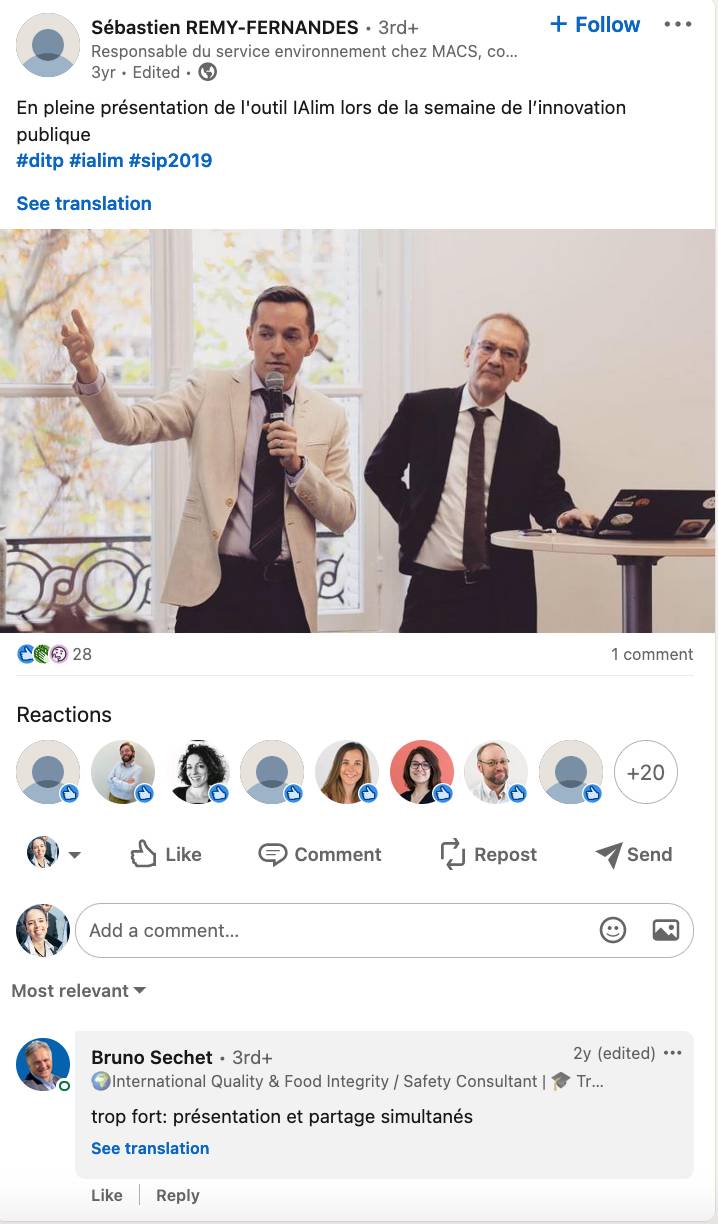 Sébastien REMY-FERNANDES • 3rd+
+ Follow
Responsable du service environnement chez MACS, co...
3yr • Edited •
En pleine présentation de l'outil IAlim lors de la semaine de l’innovation
publique
#ditp #ialim #sip2019
See translation
28
1 comment
Reactions
+20
Like
Comment
Repost
Send
Add a comment...
Most relevant
Bruno Sechet • 3rd+
2y (edited)
International Quality & Food Integrity / Safety Consultant | Tr...
trop fort: présentation et partage simultanés
See translation
Like
Reply